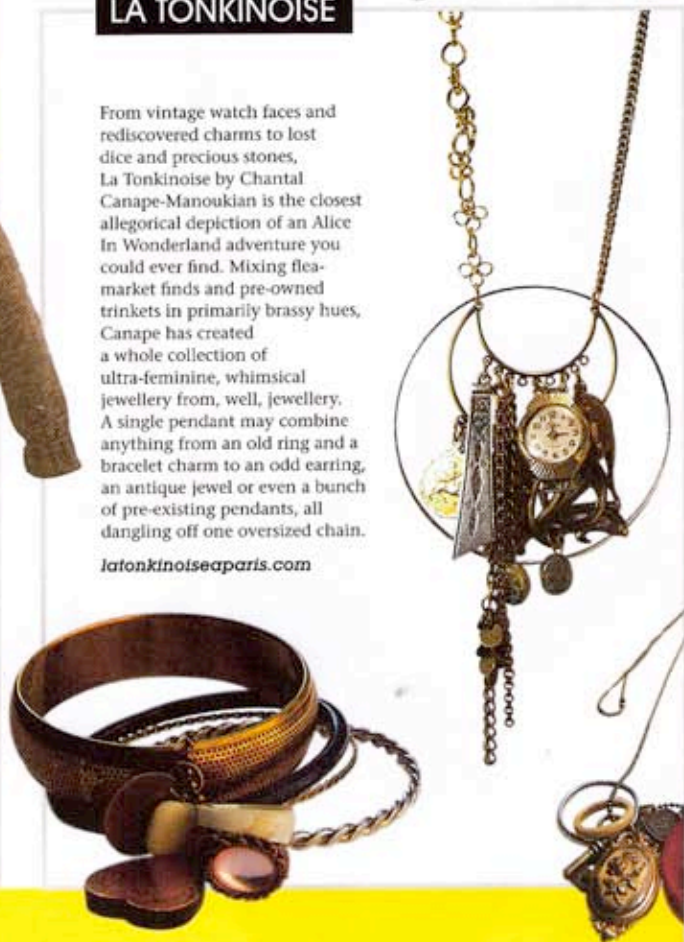 LA TONKINOISE
From vintage watch faces and
rediscovered charms to lost
dice and precious stones,
La Tonkinoise by Chantal
Canape-Manoukian is the closest
allegorical depiction of an Alice
In Wonderland adventure you
could ever find. Mixing flea-
market finds and pre-owned
trinkets in primarily brassy hues,
Canape has created
a whole collection of
ultra-feminine, whimsical
jewellery from, well, jewellery.
A single pendant may combine
anything from an old ring and a
bracelet charm to an odd earring,
an antique jewel or even a bunch
of pre-existing pendants, all
dangling off one oversized chain.
latonkinoiseaparis.com